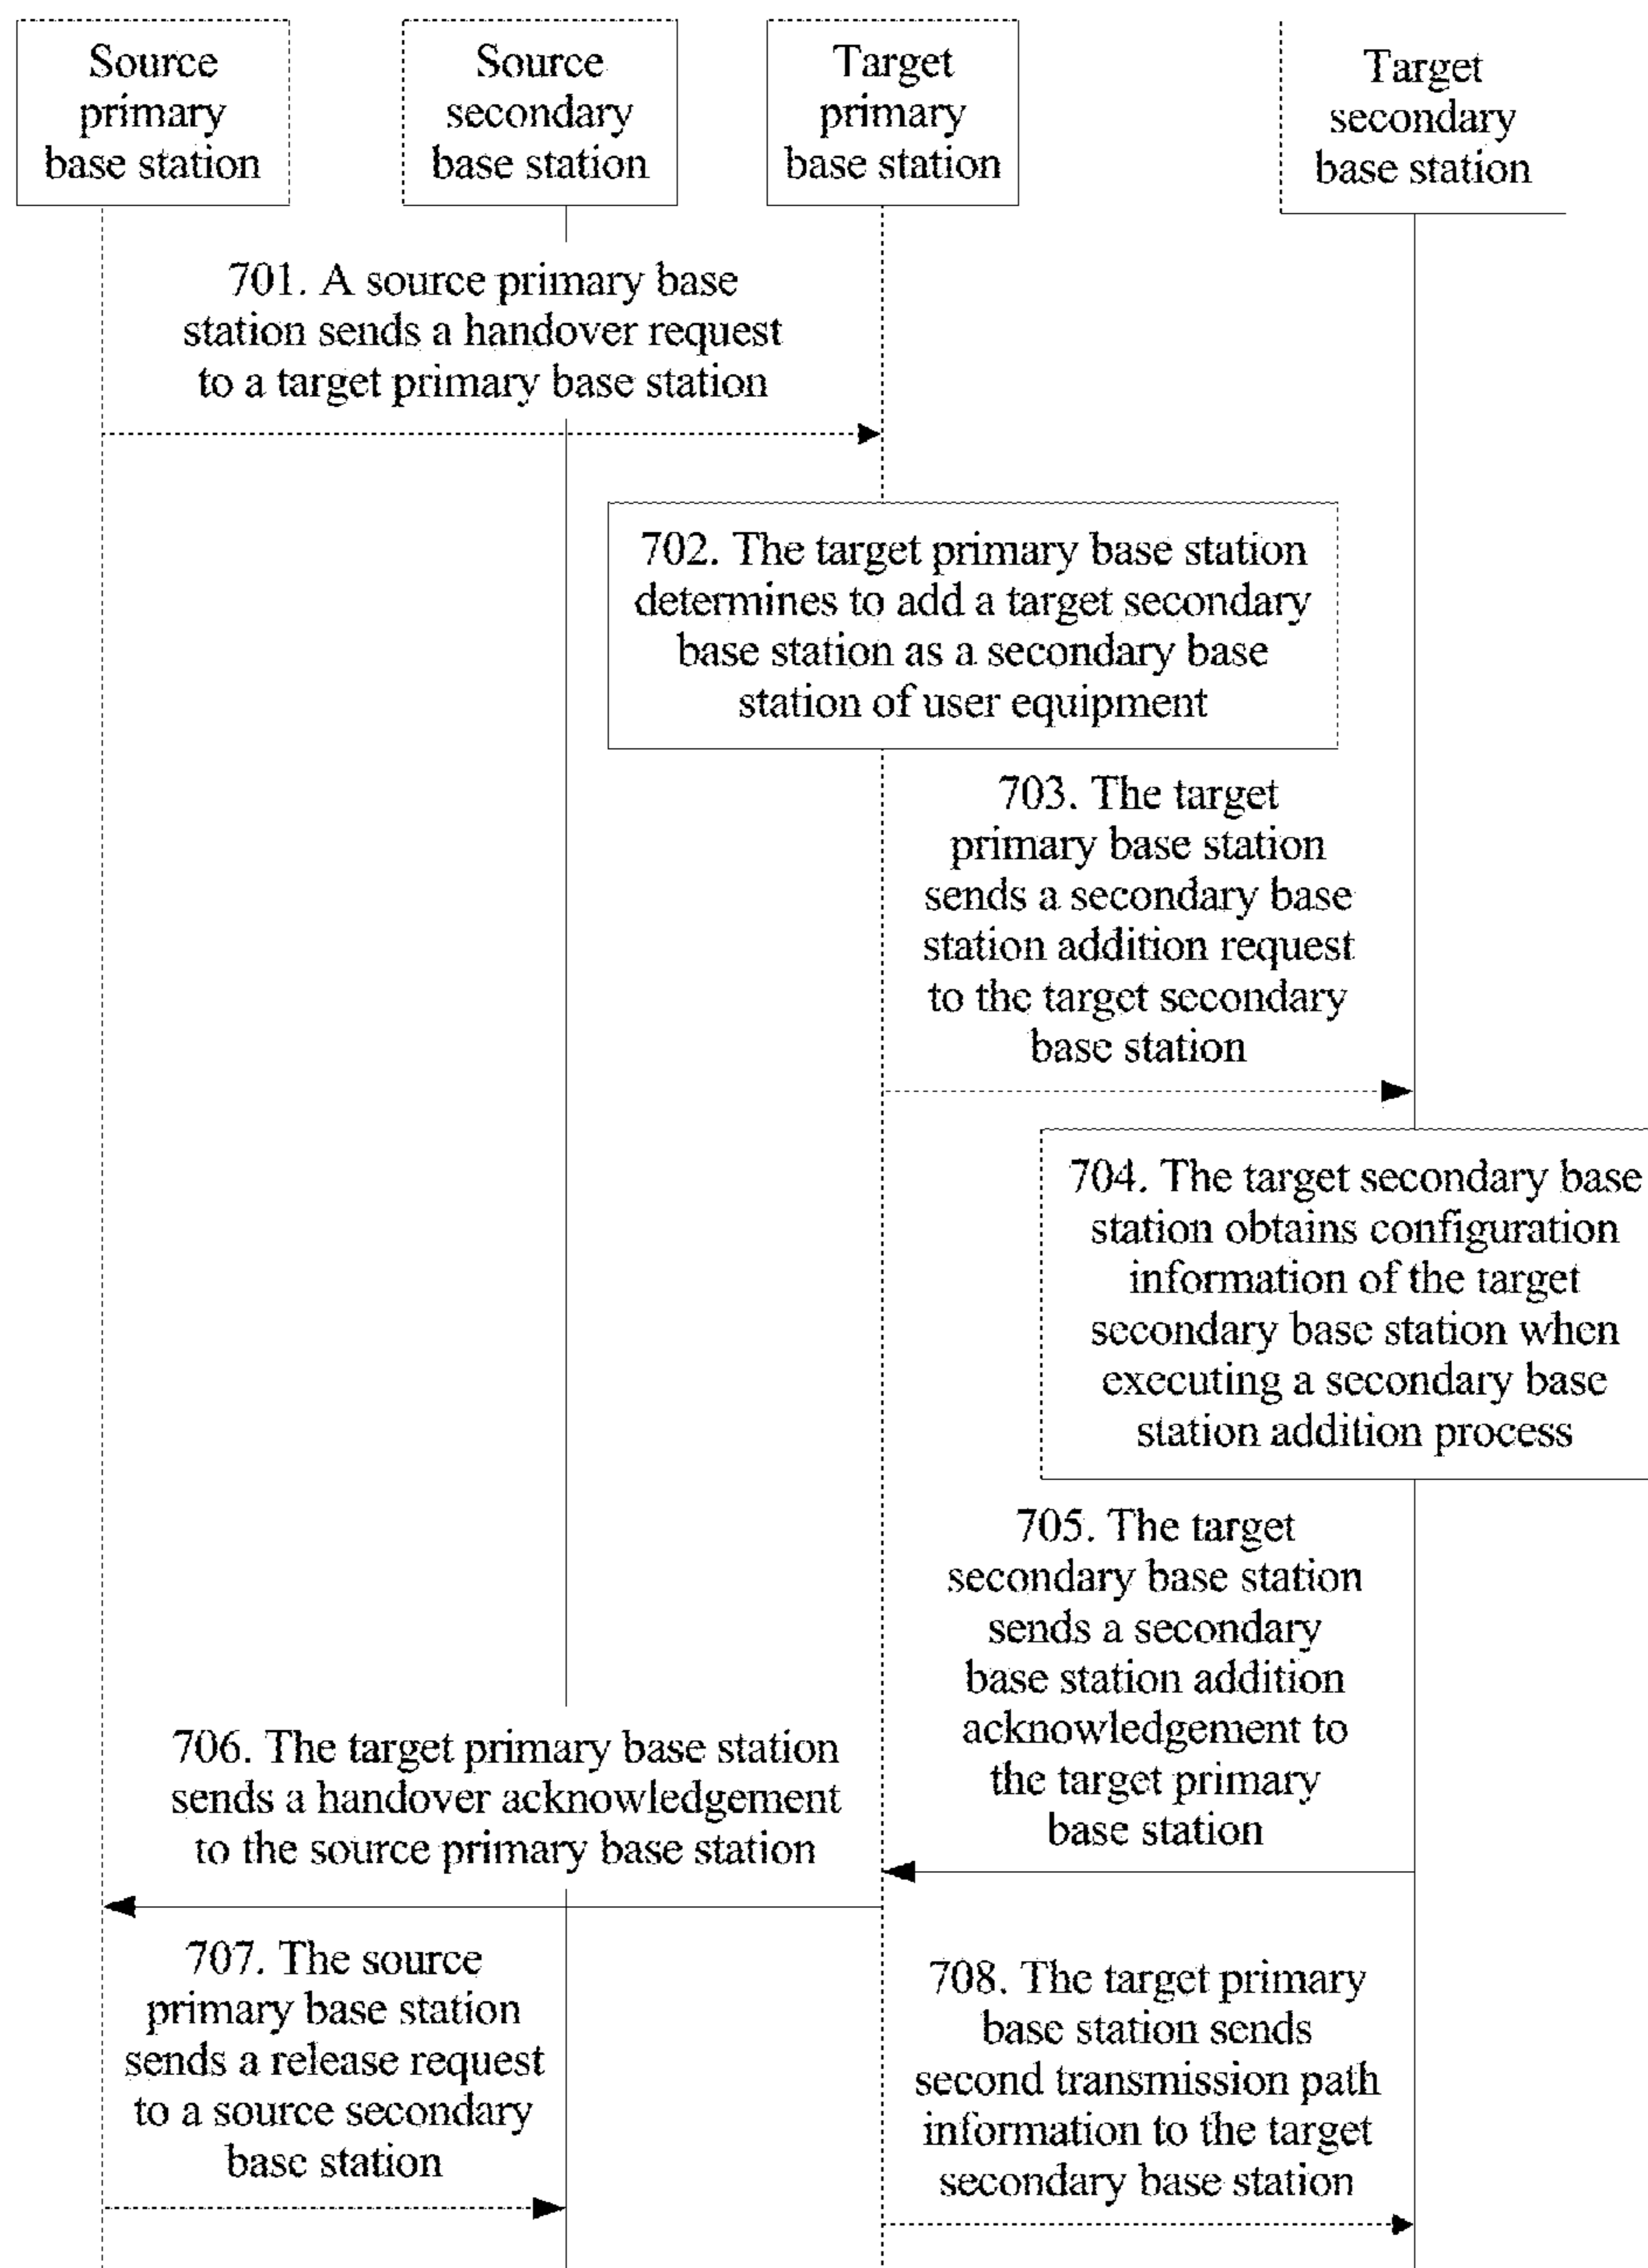 Source
primary
base station
Source
secondary
base station
Target
primary
base station
Target
secondary
base station
701. A source primary base
station sends a handover request
to a target primary base station
702. The target primary base station
determines to add a target secondary
base station as a secondary base
station of user equipment
703. The target
primary base station
sends a secondary base
station addition request
to the target secondary
base station
704. The target secondary base
station obtains configuration
information of the target
secondary base station when
executing a secondary base
station addition process
705. The target
secondary base station
sends a secondary
base station addition
acknowledgement to
the target primary
base station
706. The target primary base station
sends a handover acknowledgement
to the source primary base station
707. The source
primary base station
sends a release request
to a source secondary
base station
708. The target primary
base station sends
second transmission path
information to the target
secondary base station